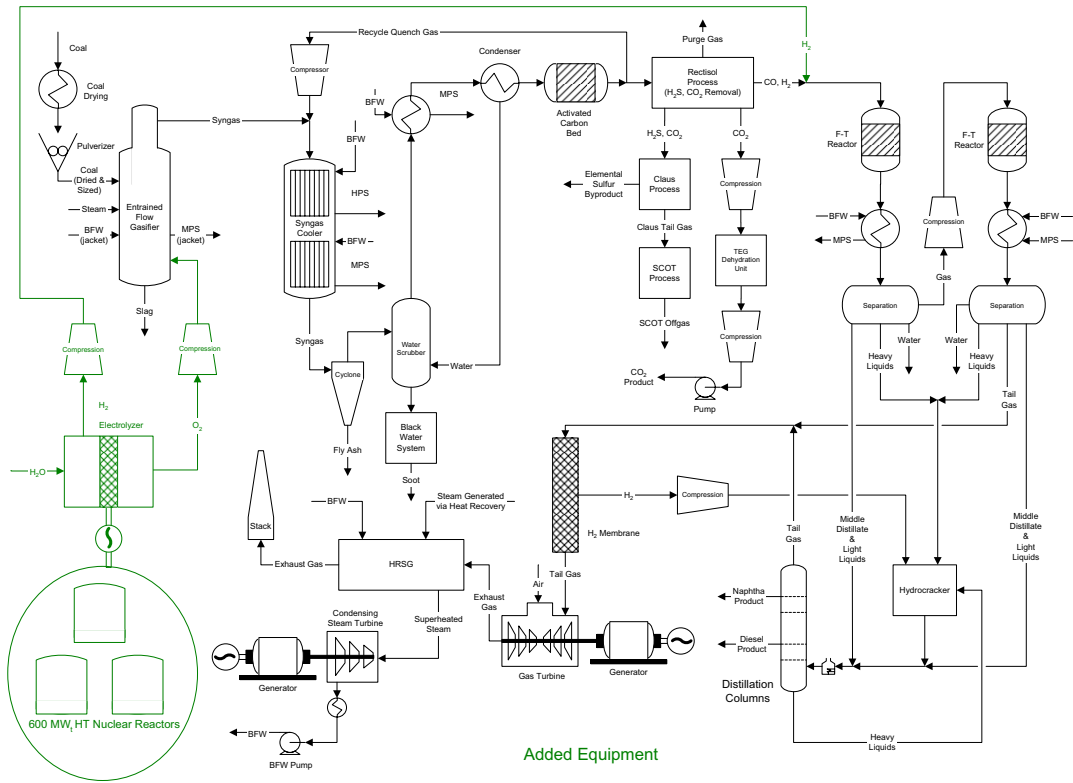 Coal
Coal
Drying
Pulverizer
Coal
(Dried &
Sized)
Steam
BFW
(jacket)
Entrained
Flow
Gasifier
MPS
(jacket)
Slag
Syngas
Recycle Quench Gas
Compressor
BFW
HPS
Syngas
Cooler
BFW
MPS
Syngas
Cyclone
Fly Ash
BFW
MPS
Condenser
Water
Scrubber
Water
Black
Water
System
Soot
Activated
Carbon
Bed
Purge Gas
Rectisol
Process
(H2S, CO2 Removal)
CO, H2
H2
H2S, CO2
CO2
Elemental
Sulfur
Byproduct
Claus
Process
Claus Tail Gas
SCOT
Process
SCOT Offgas
Compression
TEG
Dehydration
Unit
Compression
CO2
Product
Pump
F-T
Reactor
BFW
MPS
Separation
Compression
Gas
F-T
Reactor
BFW
MPS
Separation
Heavy
Liquids
Water
Water
Heavy
Liquids
Tail
Gas
Compression
Compression
H2
O2
Electrolyzer
H2O
600 MWt HT Nuclear Reactors
Stack
Exhaust Gas
BFW
Steam Generated
via Heat Recovery
HRSG
Superheated
Steam
Exhaust
Gas
Condensing
Steam Turbine
Generator
BFW
BFW Pump
H2
H2 Membrane
Tail Gas
Air
Gas Turbine
Generator
Compression
Tail
Gas
Naphtha
Product
Diesel
Product
Distillation
Columns
Middle
Distillate
&
Light
Liquids
Middle
Distillate
&
Light
Liquids
Hydrocracker
Heavy
Liquids
Added Equipment